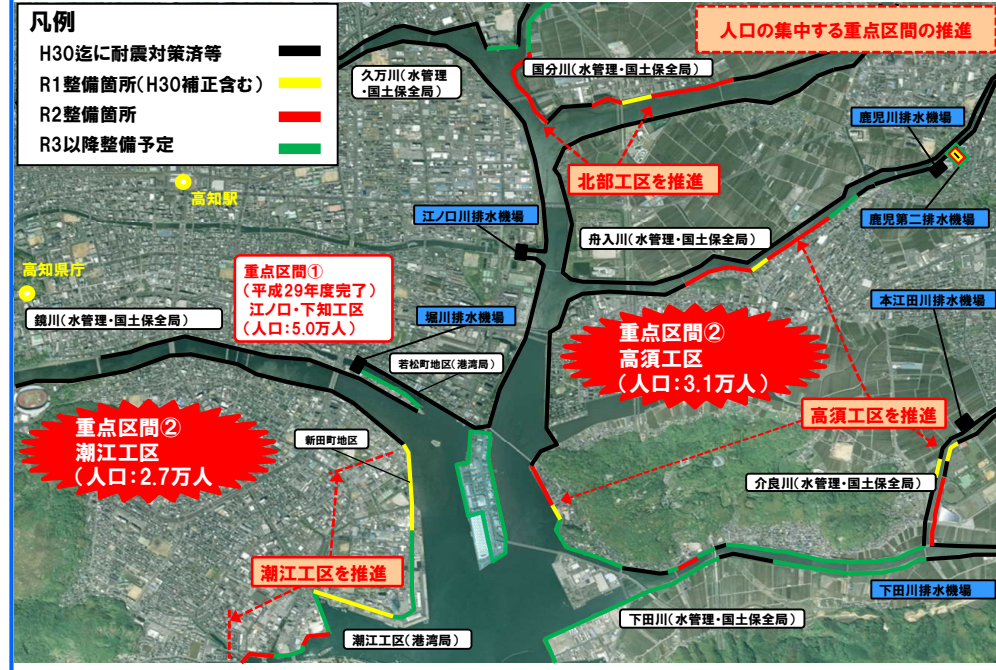 凡例
H30迄に耐震対策済等
R1整備箇所(H30補正含む)
R2整備箇所
R3以降整備予定
人口の集中する重点区間の推進
久万川(水管理
・国土保全局)
国分川(水管理・国土保全局)
鹿児川排水機場
高知駅
北部工区を推進
江ノ口川排水機場
鹿児第二排水機場
舟入川(水管理・国土保全局)
高知県庁
重点区間①
(平成29年度完了)
江ノ口・下知工区
(人口:5.0万人)
鏡川(水管理・国土保全局)
堀川排水機場
本江田川排水機場
重点区間②
高須工区
(人口:3.1万人)
若松町地区(港湾局)
高須工区を推進
重点区間②
潮江工区
(人口:2.7万人
新田町地区
介良川(水管理・国土保全局)
潮江工区を推進
下田川排水機場
下田川(水管理・国土保全局)
潮江工区(港湾局)